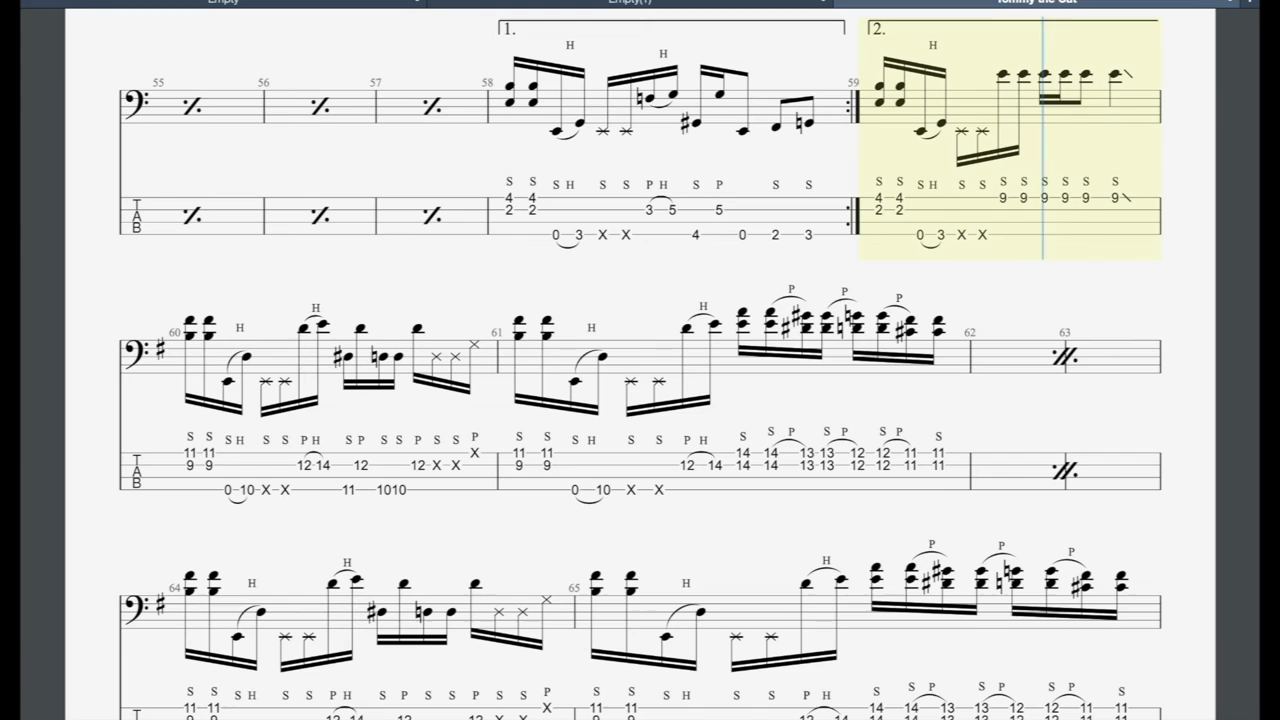 Empty
Empty(1)
Tommy the Cat
1. 2.
H H H
55 56 57 58 59
S S S H S S P H S P S S S S S H S S S S S S S S
4 4 4 4 9 9 9 9 9 9
2 2 3 5 5 2 2
0 3 X X 4 0 2 3 0 3 X X
H H H P P P
60 61 62 63
S S S H S S P H S P S S P S S P S S S H S S P H S S P S P S P S
11 11 X 11 11 14 14 13 13 12 12 11 11
9 9 12 14 12 12 X X 9 9 12 14 14 14 13 13 12 12 11 11
0 10 X X 11 10 10 0 10 X X
H H H H P P P
64 65
S S S H S S P H S P S S P S S P S S S H S S P H S S P S P S P S
11 11 X 11 11 14 14 13 13 12 12 11 11